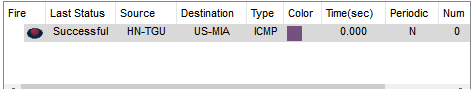 Fire Last Status Source Destination Type Color Time(sec) Periodic Num
Successful HN-TGU US-MIA ICMP 0.000 N 0